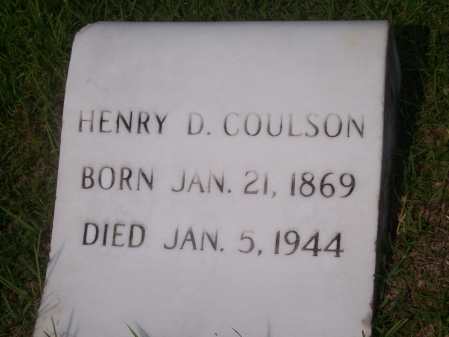 HENRY D. COULSON
BORN JAN. 21, 1869
DIED JAN. 5, 1944